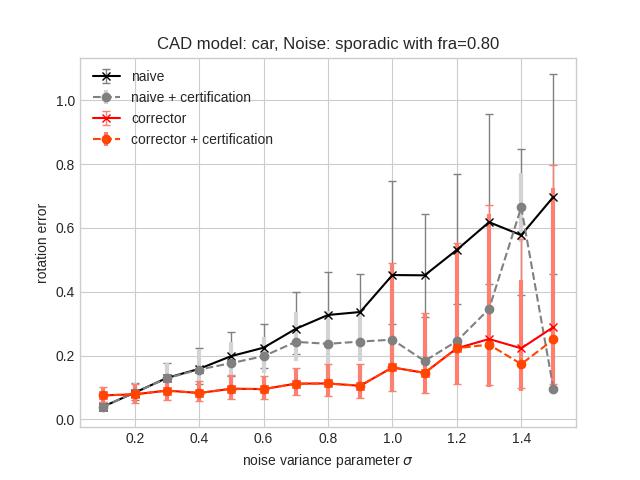 CAD model: car, Noise: sporadic with fra=0.80
naive
naive + certification
corrector
corrector + certification
rotation error
1.0
0.8
0.6
0.4
0.2
0.0
0.2 0.4 0.6 0.8 1.0 1.2 1.4
noise variance parameter σ